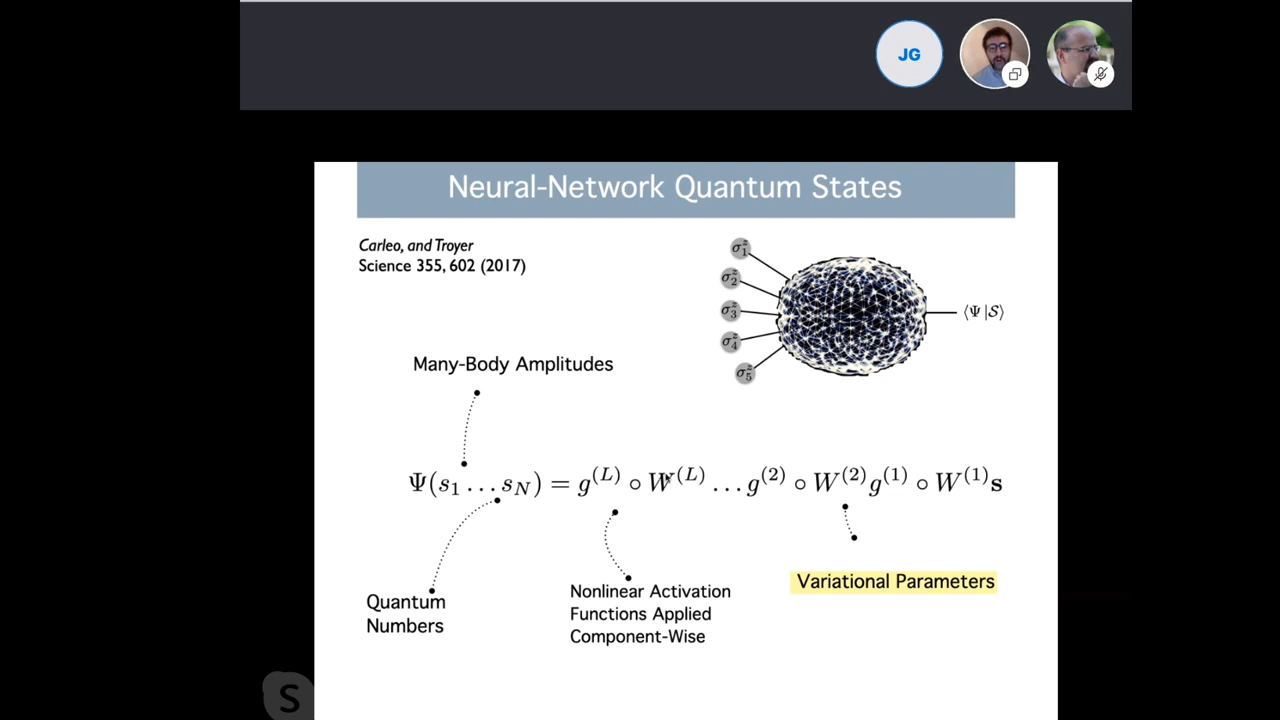 JG
Neural-Network Quantum States
Carleo, and Troyer
Science 355, 602 (2017)
σ₁ᶻ
σ₂ᶻ
σ₃ᶻ
σ₄ᶻ
σ₅ᶻ
⟨Ψ|𝒮⟩
Many-Body Amplitudes
Ψ(s₁ … s_N) = g^(L) ∘ W^(L) … g^(2) ∘ W^(2) g^(1) ∘ W^(1) s
Variational Parameters
Quantum
Numbers
Nonlinear Activation
Functions Applied
Component-Wise
S